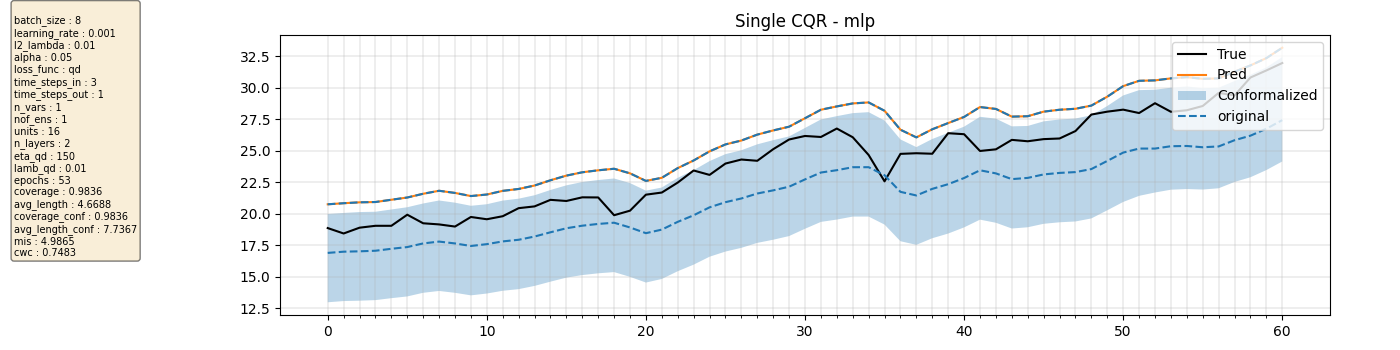 batch_size : 8
learning_rate : 0.001
l2_lambda : 0.01
alpha : 0.05
loss_func : qd
time_steps_in : 3
time_steps_out : 1
n_vars : 1
nof_ens : 1
units : 16
n_layers : 2
eta_qd : 150
lamb_qd : 0.01
epochs : 53
coverage : 0.9836
avg_length : 4.6688
coverage_conf : 0.9836
avg_length_conf : 7.7367
mis : 4.9865
cwc : 0.7483
Single CQR - mlp
32.5
30.0
27.5
25.0
22.5
20.0
17.5
15.0
12.5
True
Pred
Conformalized
original
0 10 20 30 40 50 60